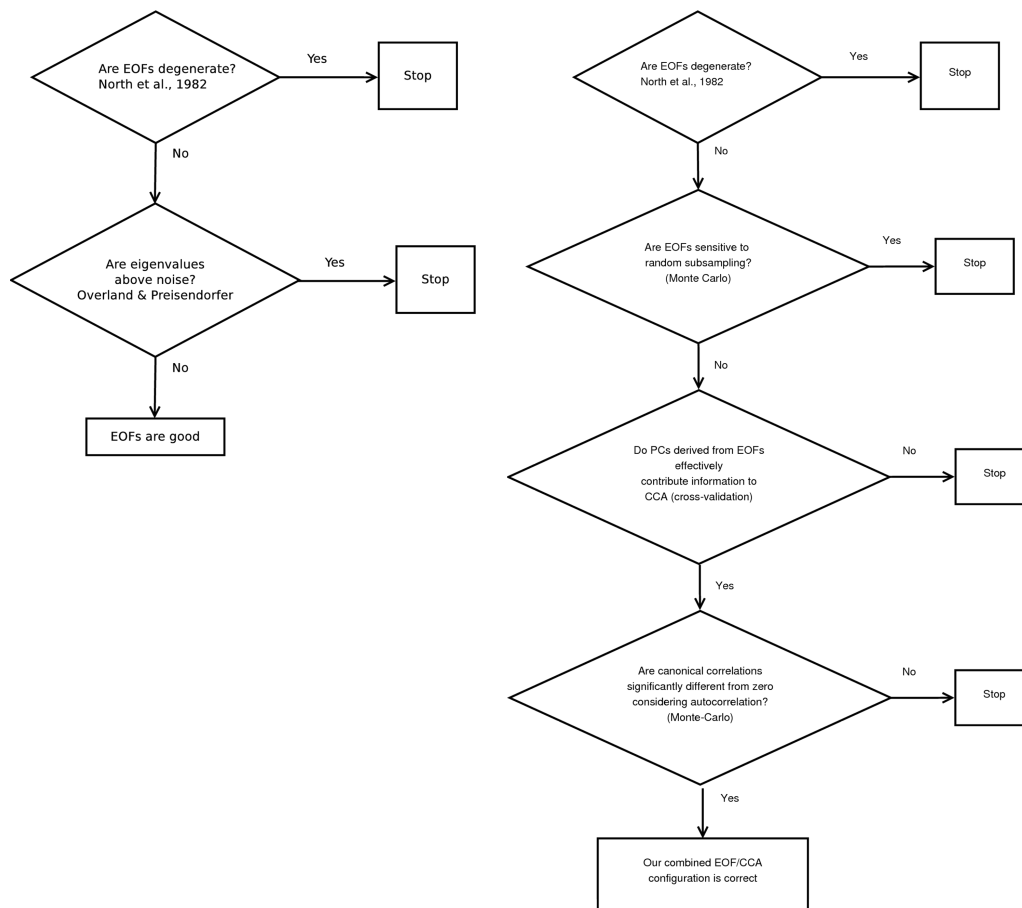 Are EOFs degenerate?
North et al., 1982
Yes
Stop
No
Are eigenvalues
above noise?
Overland & Preisendorfer
Yes
Stop
No
EOFs are good
Are EOFs degenerate?
North et al., 1982
Yes
Stop
No
Are EOFs sensitive to
random subsampling?
(Monte Carlo)
Yes
Stop
No
Do PCs derived from EOFs
effectively
contribute information to
CCA (cross-validation)
No
Stop
Yes
Are canonical correlations
significantly different from zero
considering autocorrelation?
(Monte-Carlo)
No
Stop
Yes
Our combined EOF/CCA
configuration is correct